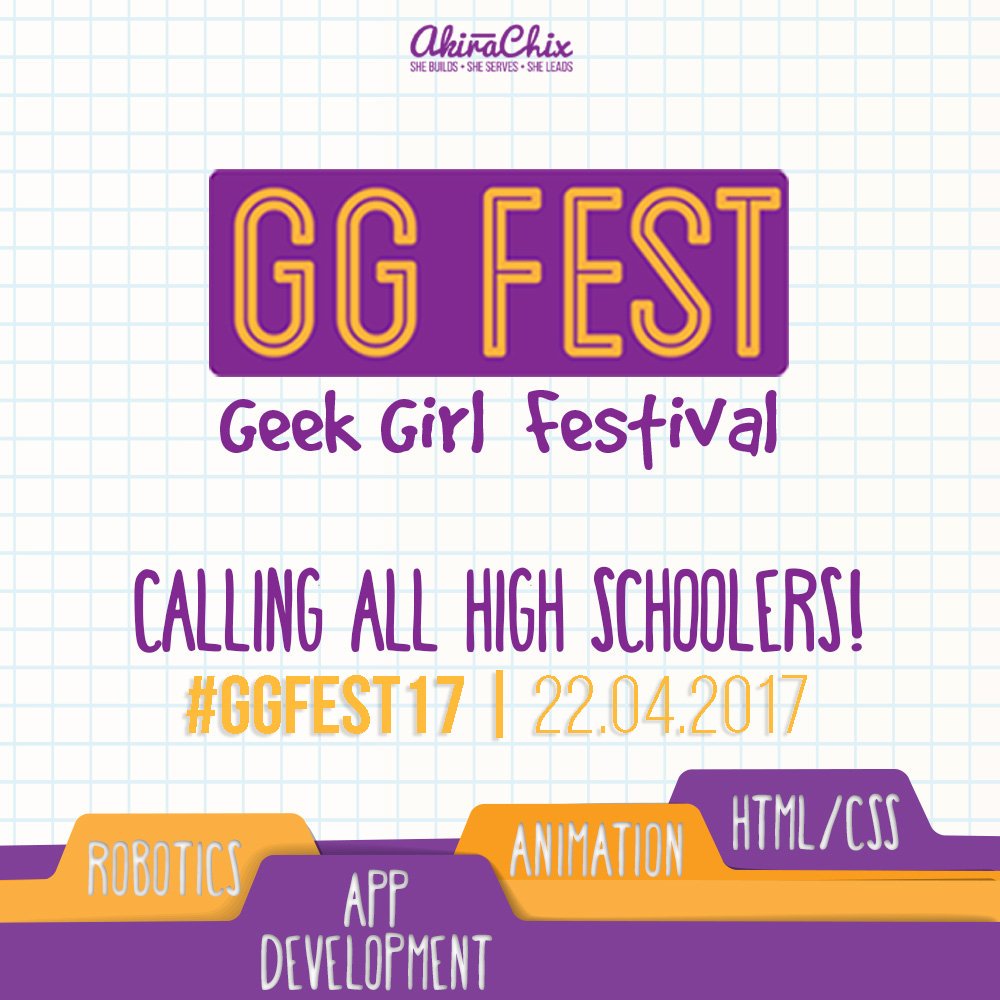 AkiraChix
SHE BUILDS • SHE SERVES • SHE LEADS
GG FEST
Geek Girl Festival
CALLING ALL HIGH SCHOOLERS!
#GGFEST17 | 22.04.2017
ROBOTICS
APP
DEVELOPMENT
ANIMATION
HTML/CSS